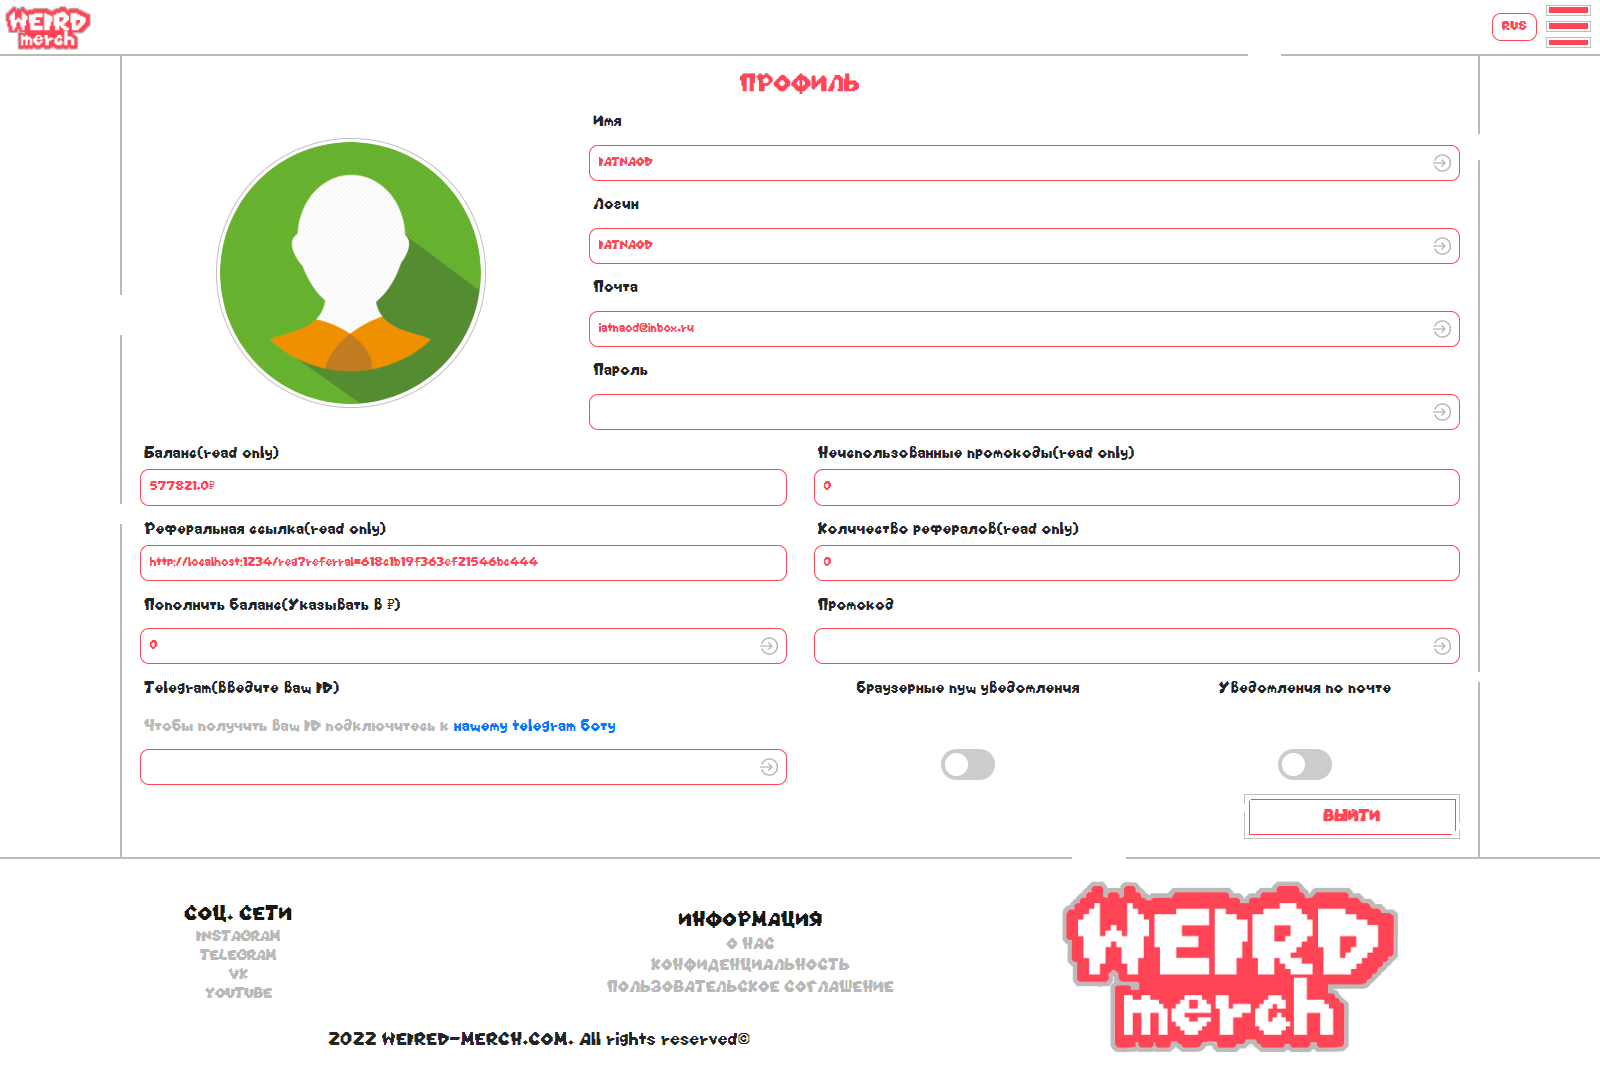 WEIRD
merch
RUS
ПРОФИЛЬ
Имя
IATNAOD
Логин
IATNAOD
Почта
iatnaod@inbox.ru
Пароль
Баланс(read only)
Неиспользованные промокоды(read only)
577821.0₽
0
Реферальная ссылка(read only)
Количество рефералов(read only)
http://localhost:1234/reg?referral=618c1b19f363ef21546bc444
0
Пополнить баланс(Указывать в ₽)
Промокод
0
Telegram(введите ваш ID)
браузерные пуш уведомления
Уведомления по почте
Чтобы получить ваш ID подключитесь к нашему telegram боту
ВЫЙТИ
СОЦ. СЕТИ
INSTAGRAM
TELEGRAM
VK
YOUTUBE
ИНФОРМАЦИЯ
О НАС
КОНФИДЕНЦИАЛЬНОСТЬ
ПОЛЬЗОВАТЕЛЬСКОЕ СОГЛАШЕНИЕ
WEIRD
merch
2022 WEIRED-MERCH.COM. All rights reserved©